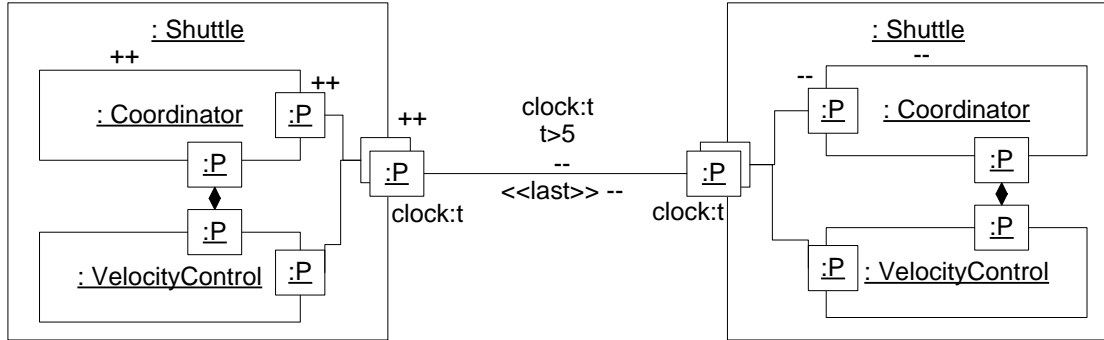 : Shuttle
++
++
: Coordinator
:P
:P
:P
:P
: VelocityControl
++
:P
clock:t
clock:t
t>5
--
<<last>> --
: Shuttle
--
--
:P
: Coordinator
:P
:P
clock:t
:P
:P
: VelocityControl